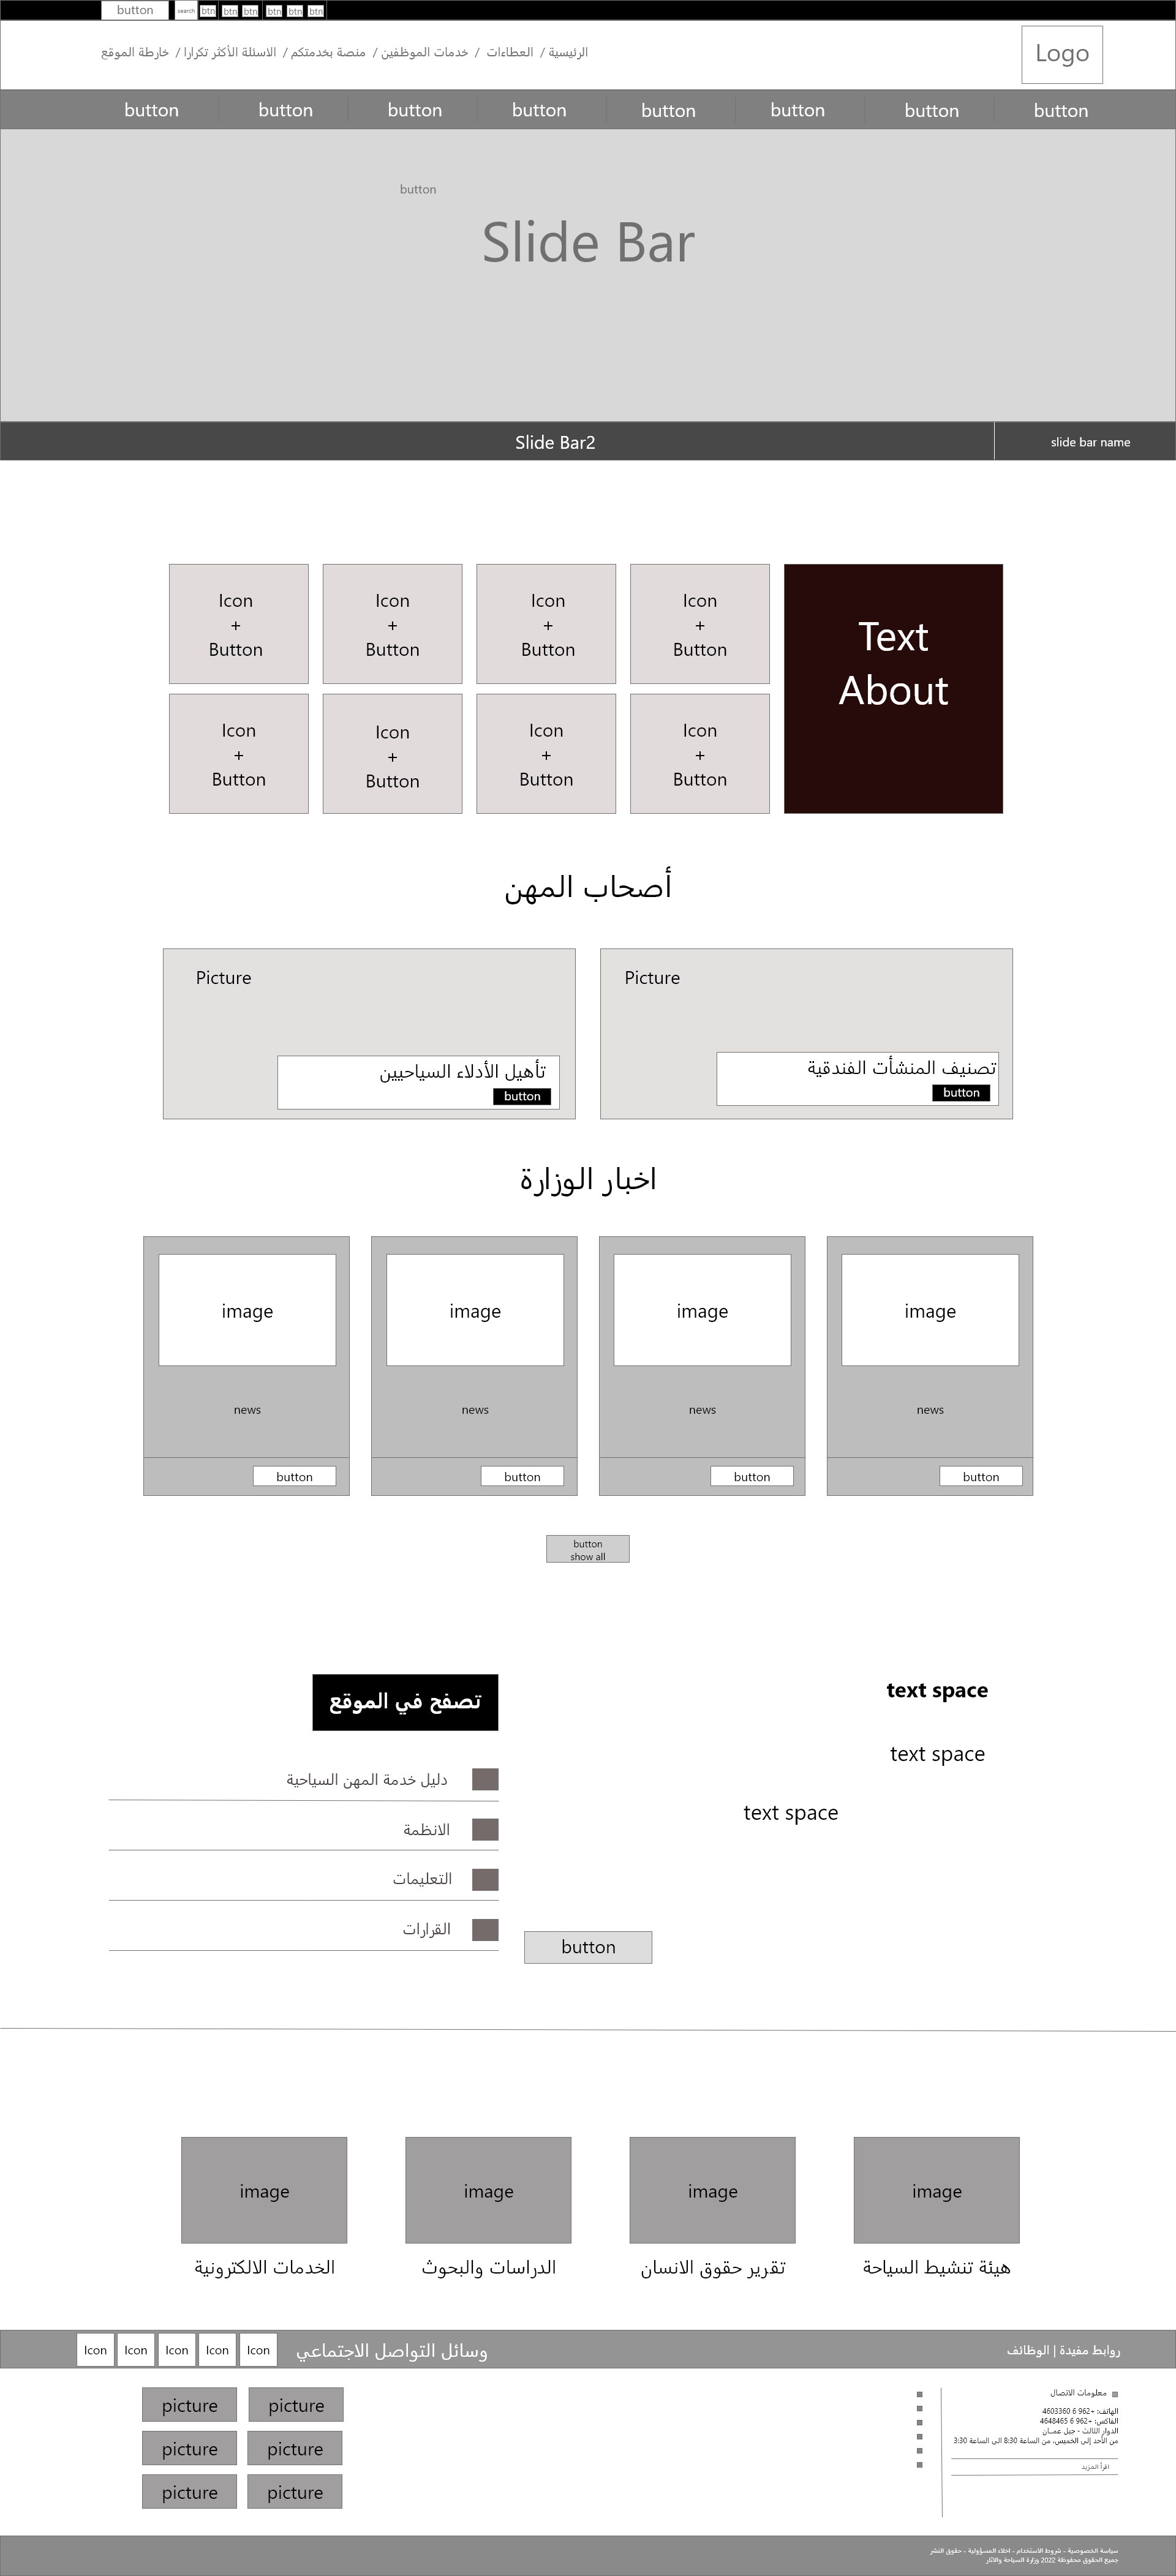 button
search
btn
btn
btn
btn
btn
btn
الرئيسية / العطاءات / خدمات الموظفين / منصة بخدمتكم / الاسئلة الأكثر تكرارا / خارطة الموقع
Logo
button
button
button
button
button
button
button
button
button
Slide Bar
Slide Bar2
slide bar name
Icon
+
Button
Icon
+
Button
Icon
+
Button
Icon
+
Button
Text
About
Icon
+
Button
Icon
+
Button
Icon
+
Button
Icon
+
Button
أصحاب المهن
Picture
تصنيف المنشأت الفندقية
button
Picture
تأهيل الأدلاء السياحيين
button
اخبار الوزارة
image
image
image
image
news
news
news
news
button
button
button
button
button
show all
text space
text space
text space
button
تصفح في الموقع
دليل خدمة المهن السياحية
الانظمة
التعليمات
القرارات
image
image
image
image
هيئة تنشيط السياحة
تقرير حقوق الانسان
الدراسات والبحوث
الخدمات الالكترونية
روابط مفيدة | الوظائف
وسائل التواصل الاجتماعي
Icon
Icon
Icon
Icon
Icon
معلومات الاتصال
الهاتف: +962 6 4603360
الفاكس: +962 6 4648465
الدوار الثالث - جبل عمــان
من الأحد إلى الخميس، من الساعة 8:30 الى الساعة 3:30
اقرأ المزيد
picture
picture
picture
picture
picture
picture
سياسة الخصوصية - شروط الاستخدام - اخلاء المسؤولية - حقوق النشر
جميع الحقوق محفوظة 2022 وزارة السياحة والاثار